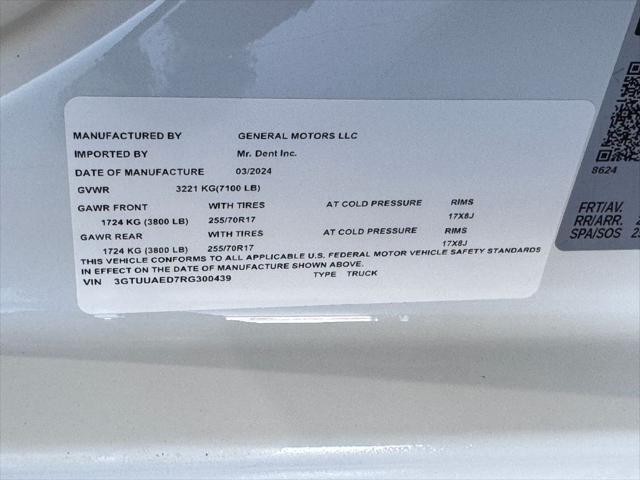 MANUFACTURED BY GENERAL MOTORS LLC
IMPORTED BY Mr. Dent Inc.
DATE OF MANUFACTURE 03/2024
GVWR 3221 KG(7100 LB)
GAWR FRONT WITH TIRES AT COLD PRESSURE RIMS
1724 KG (3800 LB) 255/70R17 17X8J
GAWR REAR WITH TIRES AT COLD PRESSURE RIMS
1724 KG (3800 LB) 255/70R17 17X8J
THIS VEHICLE CONFORMS TO ALL APPLICABLE U.S. FEDERAL MOTOR VEHICLE SAFETY STANDARDS
IN EFFECT ON THE DATE OF MANUFACTURE SHOWN ABOVE.
VIN 3GTUUAED7RG300439 TYPE TRUCK
8624
FRT/AV.
RR/ARR.
SPA/SOS